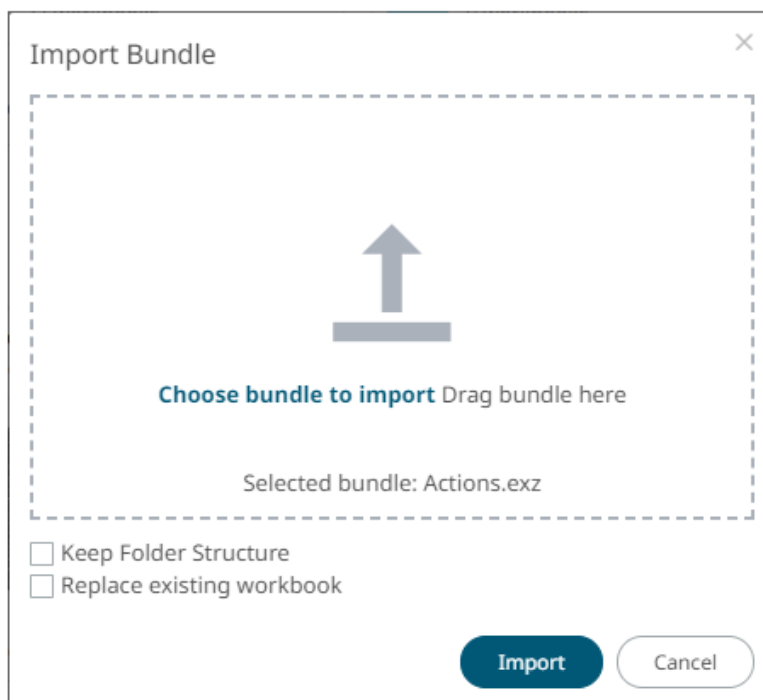 Import Bundle
Choose bundle to import Drag bundle here
Selected bundle: Actions.exz
Keep Folder Structure
Replace existing workbook
Import Cancel